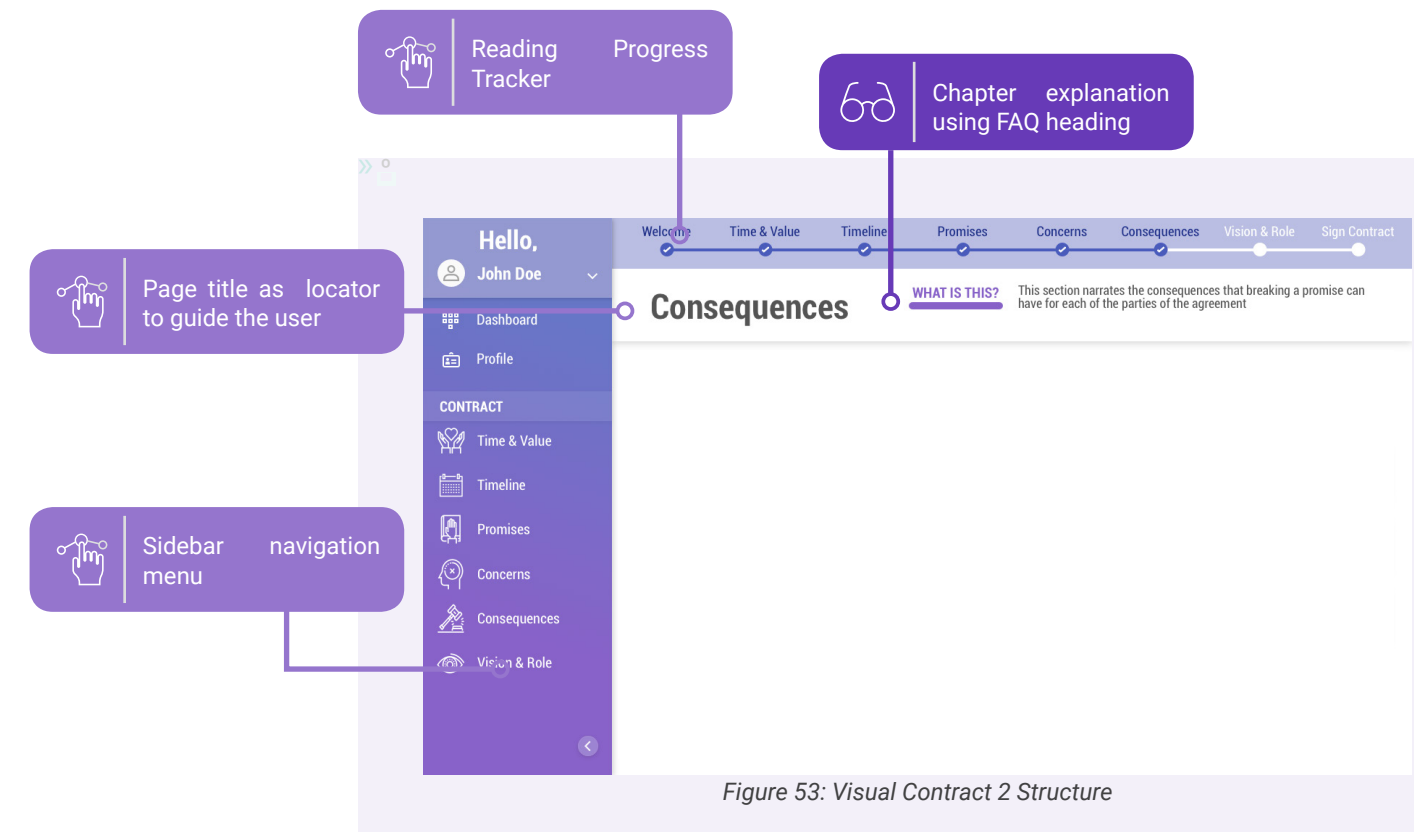 Reading Progress
Tracker
Chapter explanation
using FAQ heading
Page title as locator
to guide the user
Sidebar navigation
menu
Hello,
John Doe
Dashboard
Profile
CONTRACT
Time & Value
Timeline
Promises
Concerns
Consequences
Vision & Role
Welcome Time & Value Timeline Promises Concerns Consequences Vision & Role Sign Contract
Consequences
WHAT IS THIS?
This section narrates the consequences that breaking a promise can
have for each of the parties of the agreement
Figure 53: Visual Contract 2 Structure